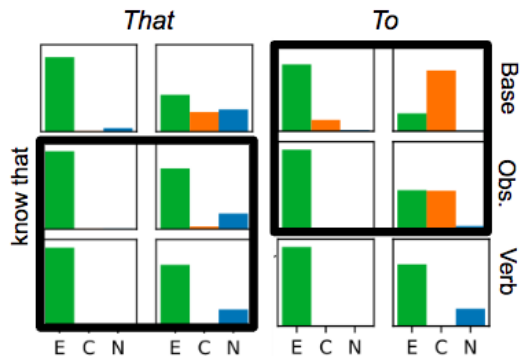 That To
Base
Obs.
know that
Verb
E C N E C N E C N E C N